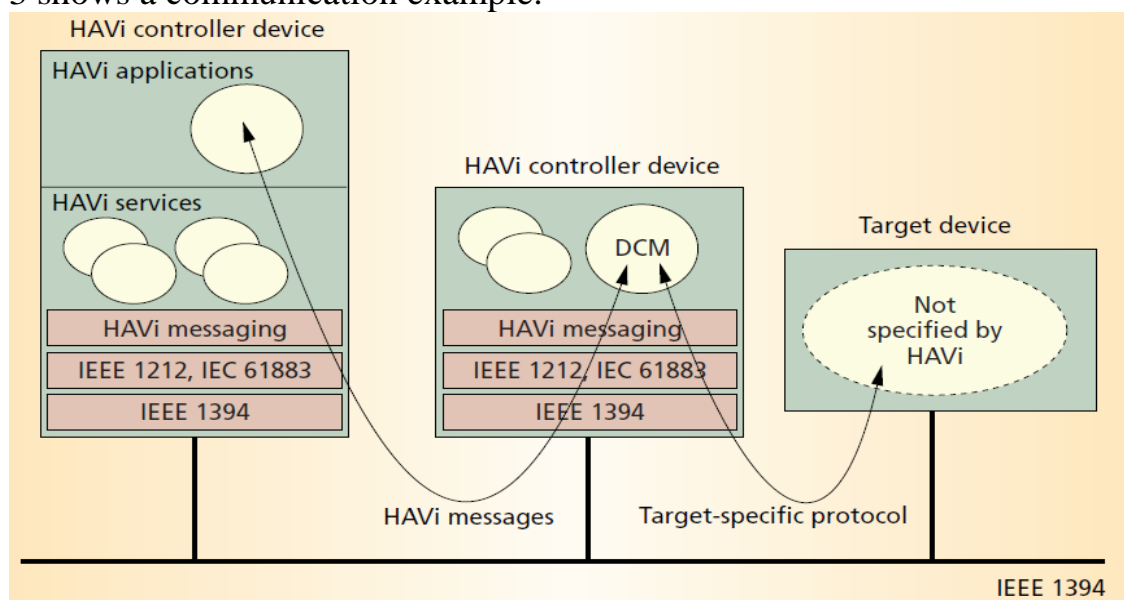 3 shows a communication example.
HAVi controller device
HAVi applications
HAVi services
HAVi messaging
IEEE 1212, IEC 61883
IEEE 1394
HAVi controller device
DCM
HAVi messaging
IEEE 1212, IEC 61883
IEEE 1394
Target device
Not
specified by
HAVi
HAVi messages
Target-specific protocol
IEEE 1394